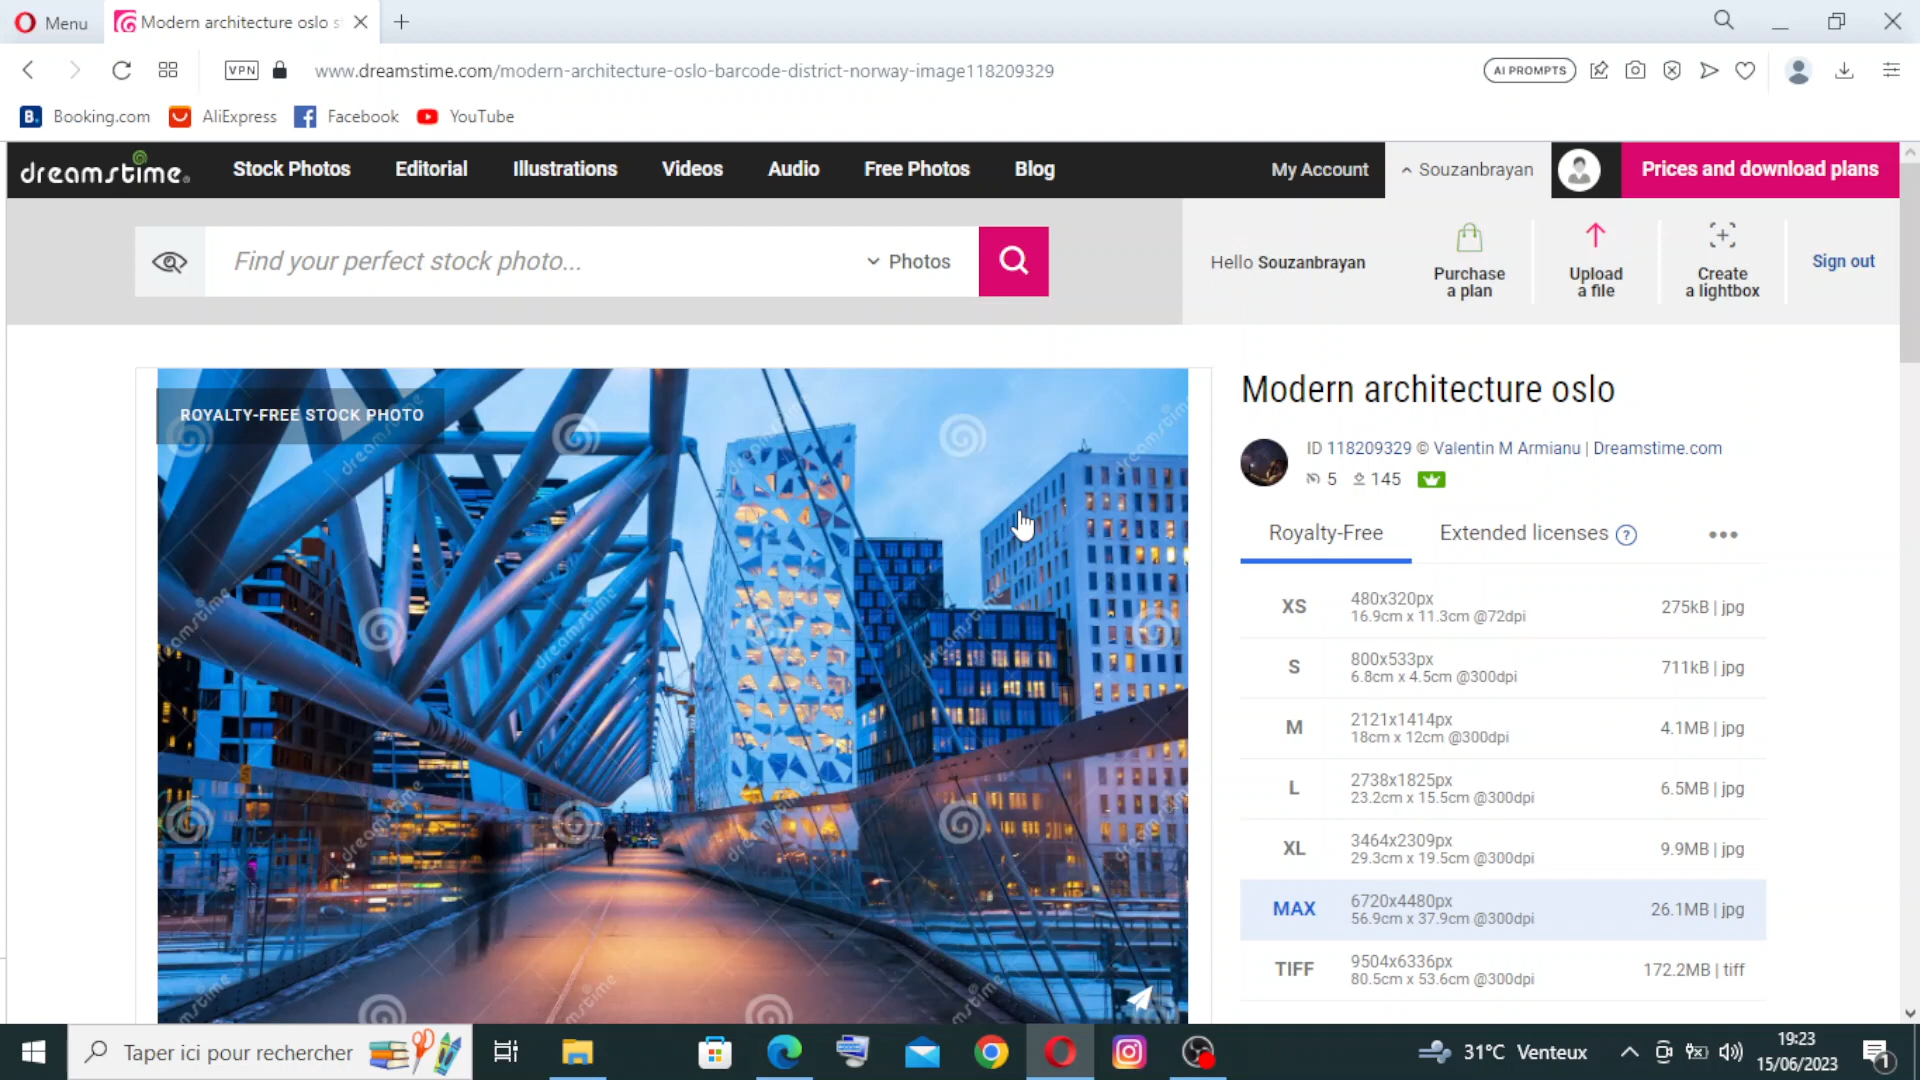 Menu
Modern architecture oslo s
VPN
www.dreamstime.com/modern-architecture-oslo-barcode-district-norway-image118209329
AI PROMPTS
B. Booking.com
AliExpress
Facebook
YouTube
dreamstime
Stock Photos
Editorial
Illustrations
Videos
Audio
Free Photos
Blog
My Account
Souzanbrayan
Prices and download plans
Find your perfect stock photo...
Photos
Hello Souzanbrayan
Purchase
a plan
Upload
a file
Create
a lightbox
Sign out
ROYALTY-FREE STOCK PHOTO
dreamstime
Modern architecture oslo
ID 118209329 © Valentin M Armianu | Dreamstime.com
5 145
Royalty-Free
Extended licenses ?
XS 480x320px 275kB | jpg
16.9cm x 11.3cm @72dpi
S 800x533px 711kB | jpg
6.8cm x 4.5cm @300dpi
M 2121x1414px 4.1MB | jpg
18cm x 12cm @300dpi
L 2738x1825px 6.5MB | jpg
23.2cm x 15.5cm @300dpi
XL 3464x2309px 9.9MB | jpg
29.3cm x 19.5cm @300dpi
MAX 6720x4480px 26.1MB | jpg
56.9cm x 37.9cm @300dpi
TIFF 9504x6336px 172.2MB | tiff
80.5cm x 53.6cm @300dpi
Taper ici pour rechercher
31°C Venteux
19:23
15/06/2023
1